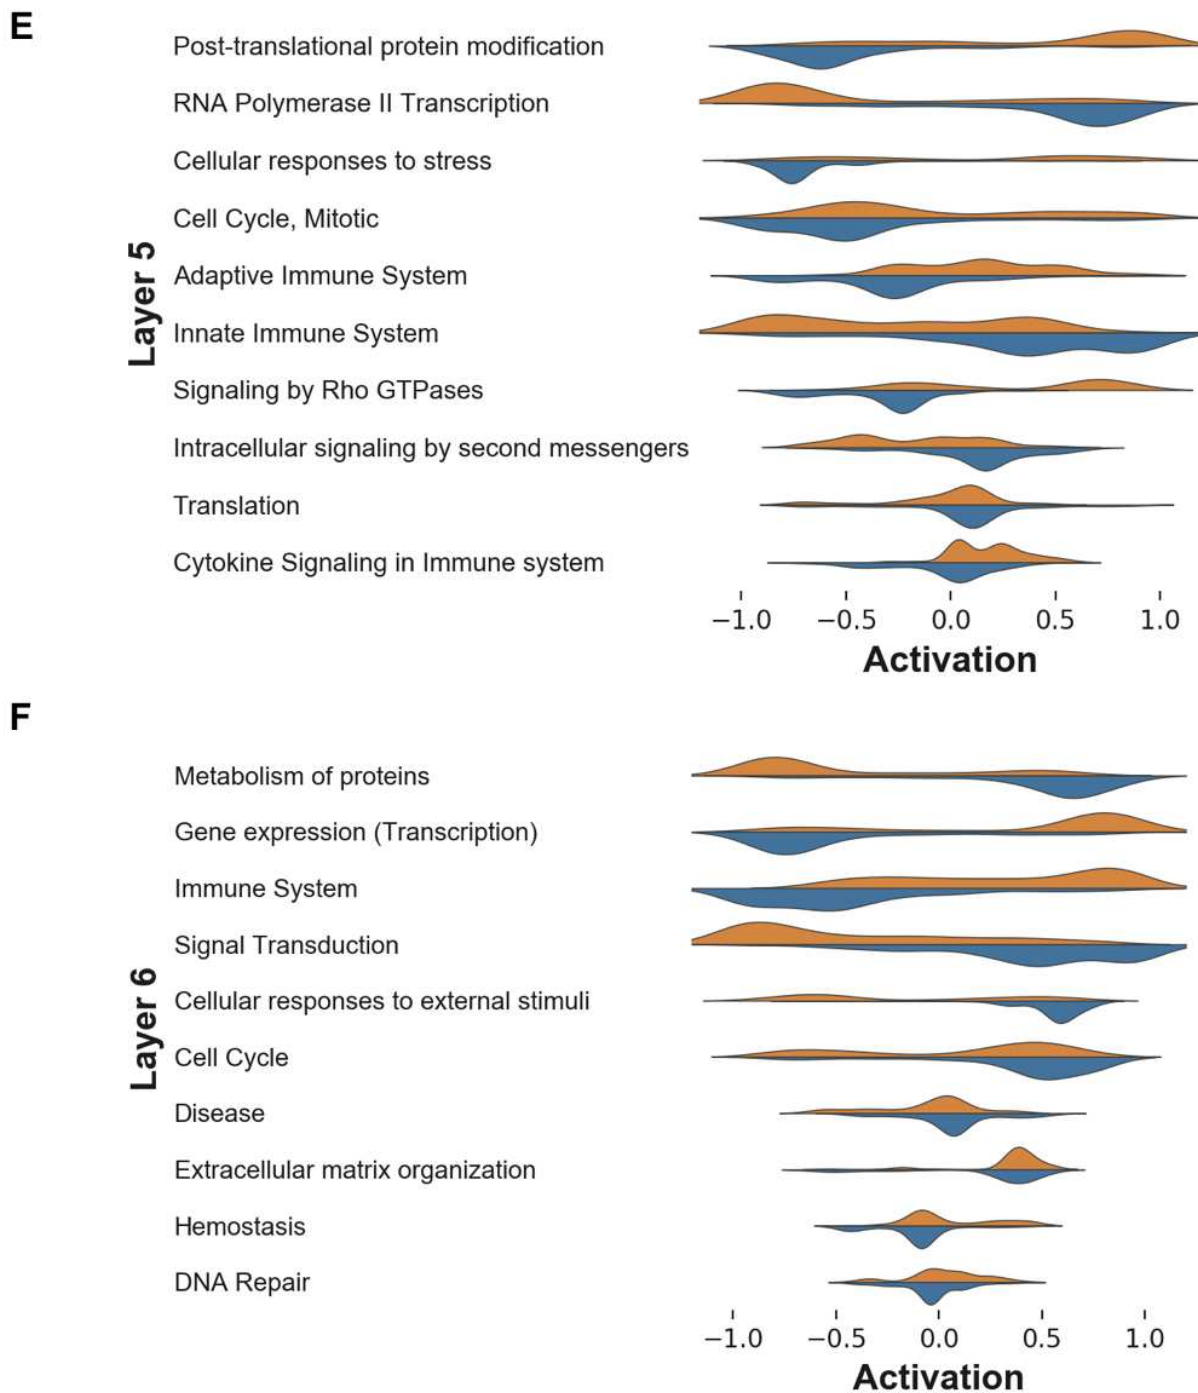 E
Post-translational protein modification
RNA Polymerase II Transcription
Cellular responses to stress
Cell Cycle, Mitotic
Adaptive Immune System
Innate Immune System
Signaling by Rho GTPases
Intracellular signaling by second messengers
Translation
Cytokine Signaling in Immune system
Layer 5
−1.0 −0.5 0.0 0.5 1.0
Activation
F
Metabolism of proteins
Gene expression (Transcription)
Immune System
Signal Transduction
Cellular responses to external stimuli
Cell Cycle
Disease
Extracellular matrix organization
Hemostasis
DNA Repair
Layer 6
−1.0 −0.5 0.0 0.5 1.0
Activation